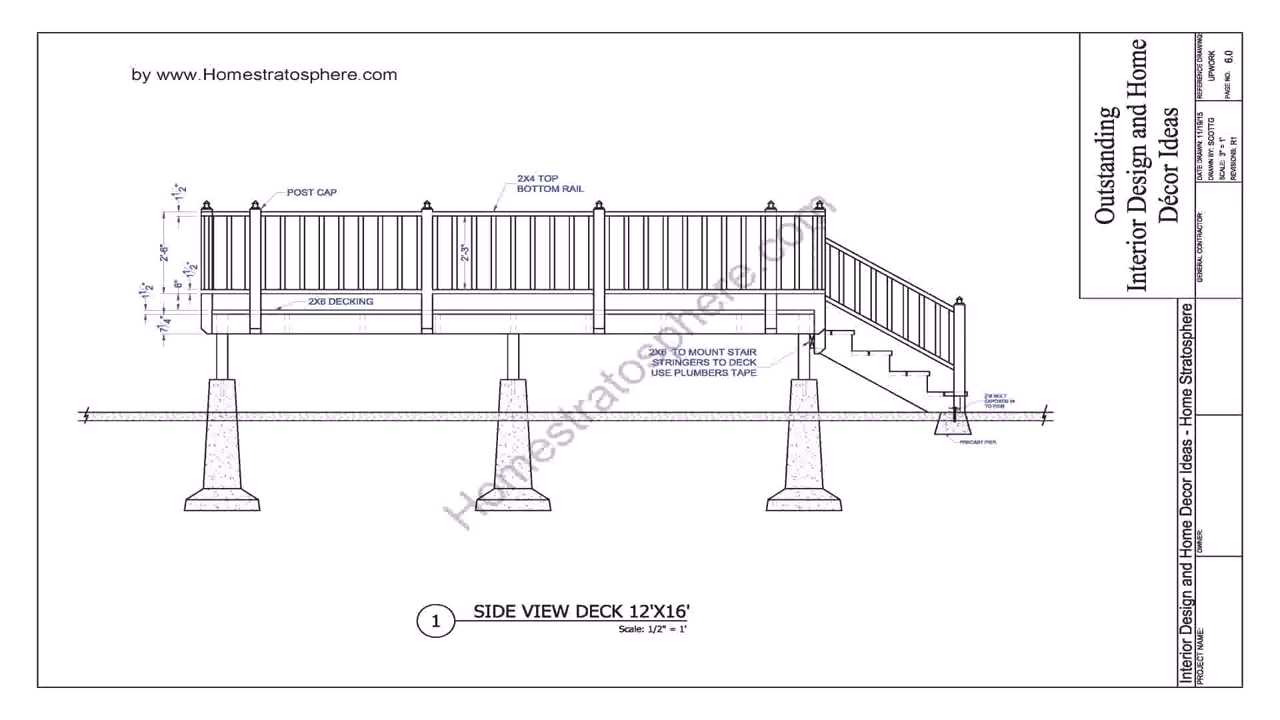 by www.Homestratosphere.com
POST CAP
2X4 TOP
BOTTOM RAIL
1½"
2'-6"
2'-3"
1½"
6"
1½"
7¼"
2X6 DECKING
2X6 TO MOUNT STAIR
STRINGERS TO DECK
USE PLUMBERS TAPE
TO PIER
PRECAST PIER
Homestratosphere.com
1
SIDE VIEW DECK 12'X16'
Scale: 1/2" = 1'
Outstanding
Interior Design and Home
Décor Ideas
REFERENCE DRAWING:
UPWORK
PAGE NO. 6.0
DATE DRAWN: 11/19/15
DRAWN BY: SCOTTG
SCALE: 3" = 1'
REVISIONS: R1
GENERAL CONTRACTOR:
Interior Design and Home Decor Ideas - Home Stratosphere
OWNER:
PROJECT NAME: